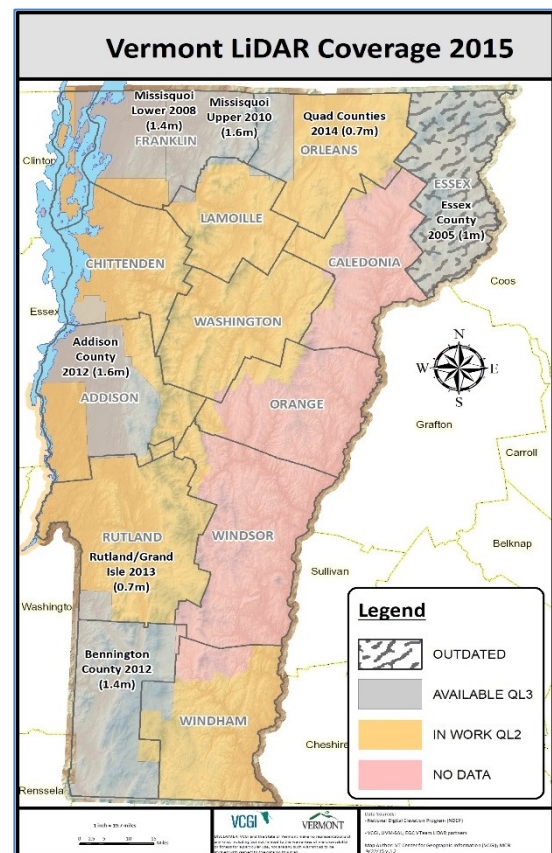 Vermont LiDAR Coverage 2015
Missisquoi
Lower 2008
(1.4m)
Missisquoi
Upper 2010
(1.6m)
Quad Counties
2014 (0.7m)
FRANKLIN
ORLEANS
Clinton
ESSEX
Essex
County
2005 (1m)
LAMOILLE
CHITTENDEN
CALEDONIA
Coos
Essex
WASHINGTON
Addison
County
2012 (1.6m)
ADDISON
N
W
E
S
ORANGE
Grafton
Carroll
RUTLAND
Rutland/Grand
Isle 2013
(0.7m)
WINDSOR
Belknap
Sullivan
Washington
Bennington
County 2012
(1.4m)
WINDHAM
Cheshire
Renssela
Legend
OUTDATED
AVAILABLE QL3
IN WORK QL2
NO DATA
VCGI
VERMONT